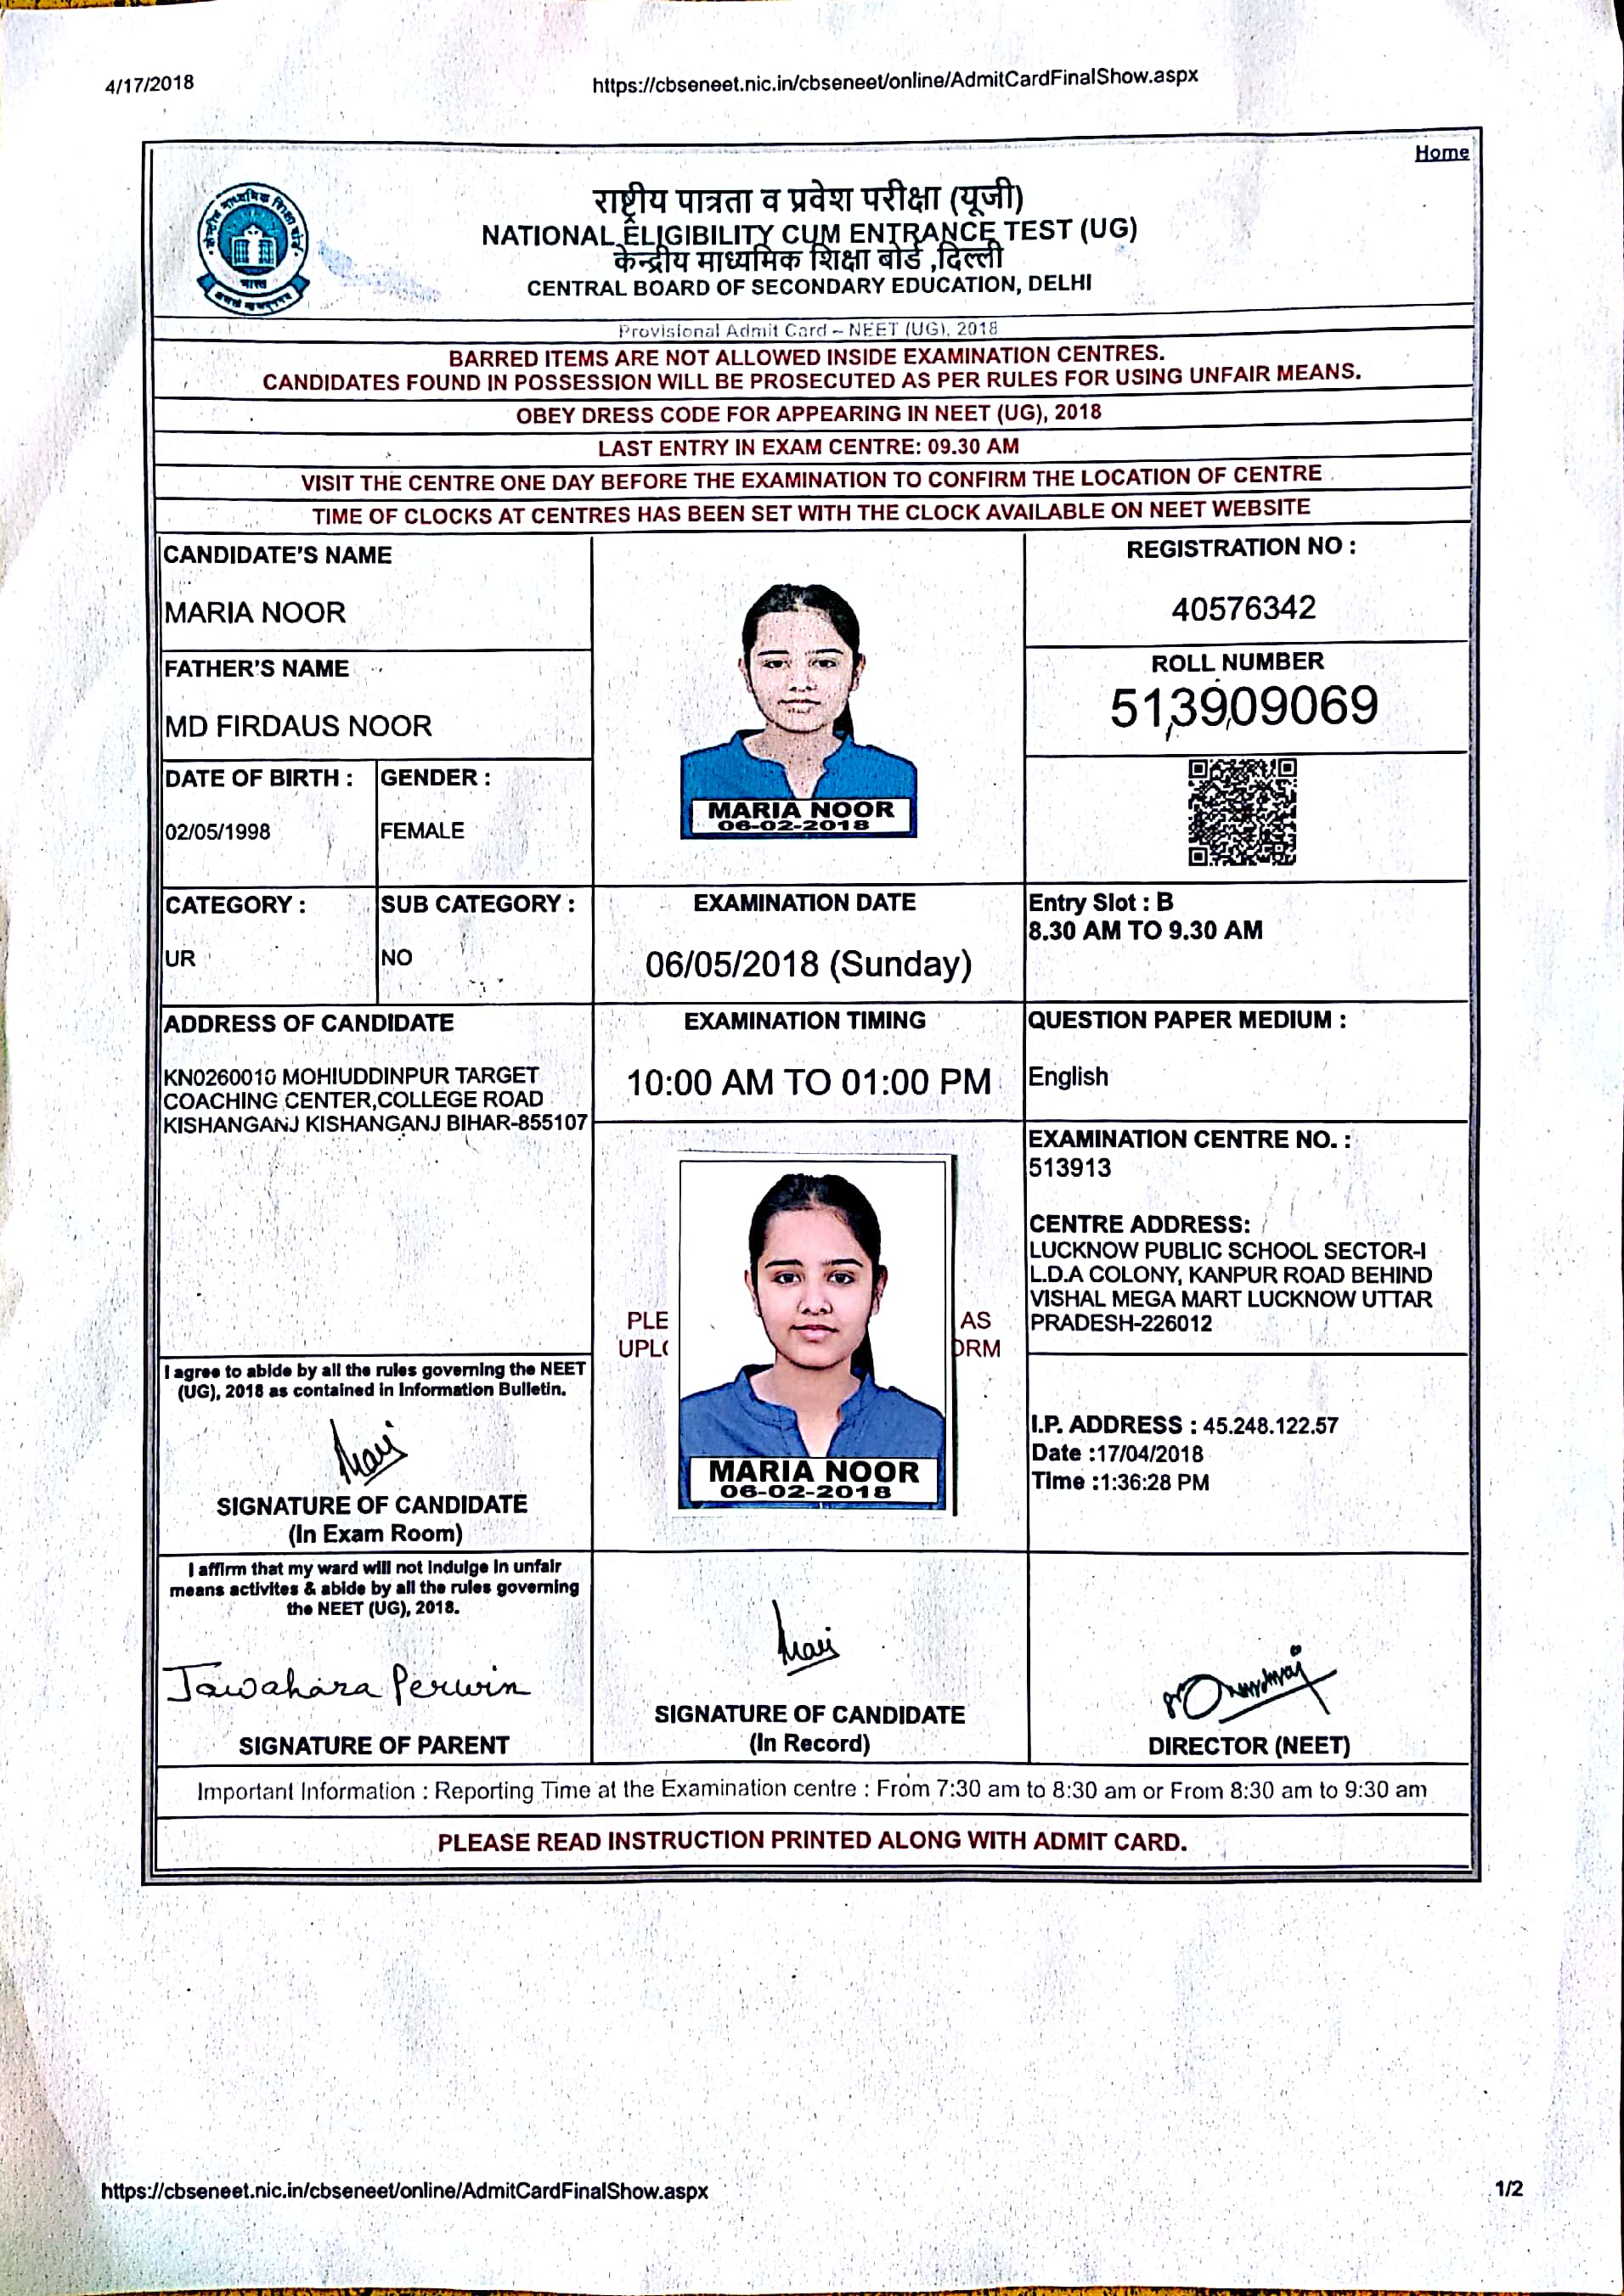 4/17/2018
https://cbseneet.nic.in/cbseneet/online/AdmitCardFinalShow.aspx
Home
राष्ट्रीय पात्रता व प्रवेश परीक्षा (यूजी)
NATIONAL ELIGIBILITY CUM ENTRANCE TEST (UG)
केन्द्रीय माध्यमिक शिक्षा बोर्ड ,दिल्ली
CENTRAL BOARD OF SECONDARY EDUCATION, DELHI
भारत
Provisional Admit Card – NEET (UG), 2018
BARRED ITEMS ARE NOT ALLOWED INSIDE EXAMINATION CENTRES.
CANDIDATES FOUND IN POSSESSION WILL BE PROSECUTED AS PER RULES FOR USING UNFAIR MEANS.
OBEY DRESS CODE FOR APPEARING IN NEET (UG), 2018
LAST ENTRY IN EXAM CENTRE: 09.30 AM
VISIT THE CENTRE ONE DAY BEFORE THE EXAMINATION TO CONFIRM THE LOCATION OF CENTRE
TIME OF CLOCKS AT CENTRES HAS BEEN SET WITH THE CLOCK AVAILABLE ON NEET WEBSITE
CANDIDATE'S NAME
MARIA NOOR
FATHER'S NAME
MD FIRDAUS NOOR
DATE OF BIRTH :
02/05/1998
GENDER :
FEMALE
MARIA NOOR
06-02-2018
REGISTRATION NO :
40576342
ROLL NUMBER
513909069
CATEGORY :
UR
SUB CATEGORY :
NO
EXAMINATION DATE
06/05/2018 (Sunday)
Entry Slot : B
8.30 AM TO 9.30 AM
ADDRESS OF CANDIDATE
KN0260010 MOHIUDDINPUR TARGET
COACHING CENTER,COLLEGE ROAD
KISHANGANJ KISHANGANJ BIHAR-855107
EXAMINATION TIMING
10:00 AM TO 01:00 PM
QUESTION PAPER MEDIUM :
English
EXAMINATION CENTRE NO. :
513913
CENTRE ADDRESS:
LUCKNOW PUBLIC SCHOOL SECTOR-I
L.D.A COLONY, KANPUR ROAD BEHIND
VISHAL MEGA MART LUCKNOW UTTAR
PRADESH-226012
PLE AS
UPLO ORM
MARIA NOOR
06-02-2018
I agree to abide by all the rules governing the NEET
(UG), 2018 as contained in Information Bulletin.
SIGNATURE OF CANDIDATE
(In Exam Room)
I.P. ADDRESS : 45.248.122.57
Date :17/04/2018
Time :1:36:28 PM
I affirm that my ward will not indulge in unfair
means activites & abide by all the rules governing
the NEET (UG), 2018.
Jawahara Perwin
SIGNATURE OF PARENT
SIGNATURE OF CANDIDATE
(In Record)
DIRECTOR (NEET)
Important Information : Reporting Time at the Examination centre : From 7:30 am to 8:30 am or From 8:30 am to 9:30 am
PLEASE READ INSTRUCTION PRINTED ALONG WITH ADMIT CARD.
https://cbseneet.nic.in/cbseneet/online/AdmitCardFinalShow.aspx
1/2